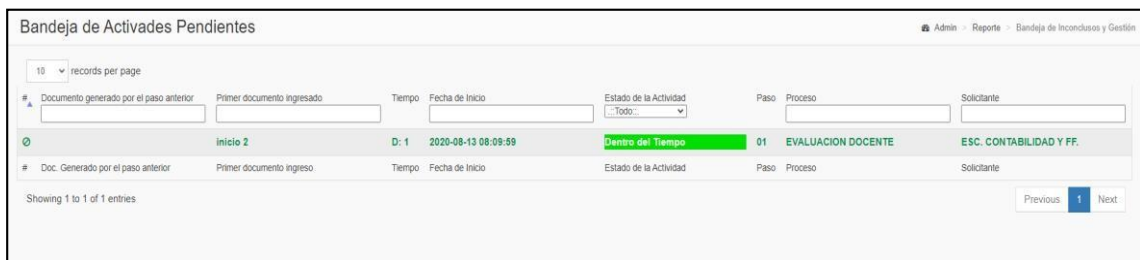 Bandeja de Activades Pendientes
Admin > Reporte > Bandeja de Inconclusos y Gestión
10 records per page
# Documento generado por el paso anterior Primer documento ingresado Tiempo Fecha de Inicio Estado de la Actividad Paso Proceso Solicitante
.::Todo::.
inicio 2 D: 1 2020-08-13 08:09:59 Dentro del Tiempo 01 EVALUACION DOCENTE ESC. CONTABILIDAD Y FF.
# Doc. Generado por el paso anterior Primer documento ingreso Tiempo Fecha de Inicio Estado de la Actividad Paso Proceso Solicitante
Showing 1 to 1 of 1 entries
Previous 1 Next